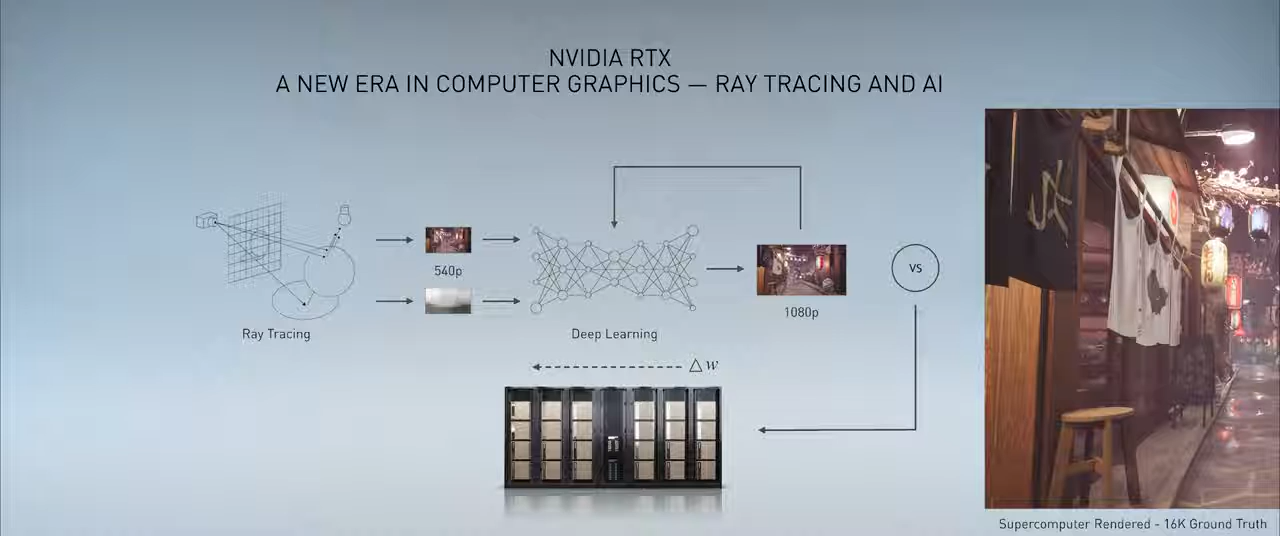 NVIDIA RTX
A NEW ERA IN COMPUTER GRAPHICS — RAY TRACING AND AI
540p
Ray Tracing
Deep Learning
1080p
VS
△w
Supercomputer Rendered - 16K Ground Truth